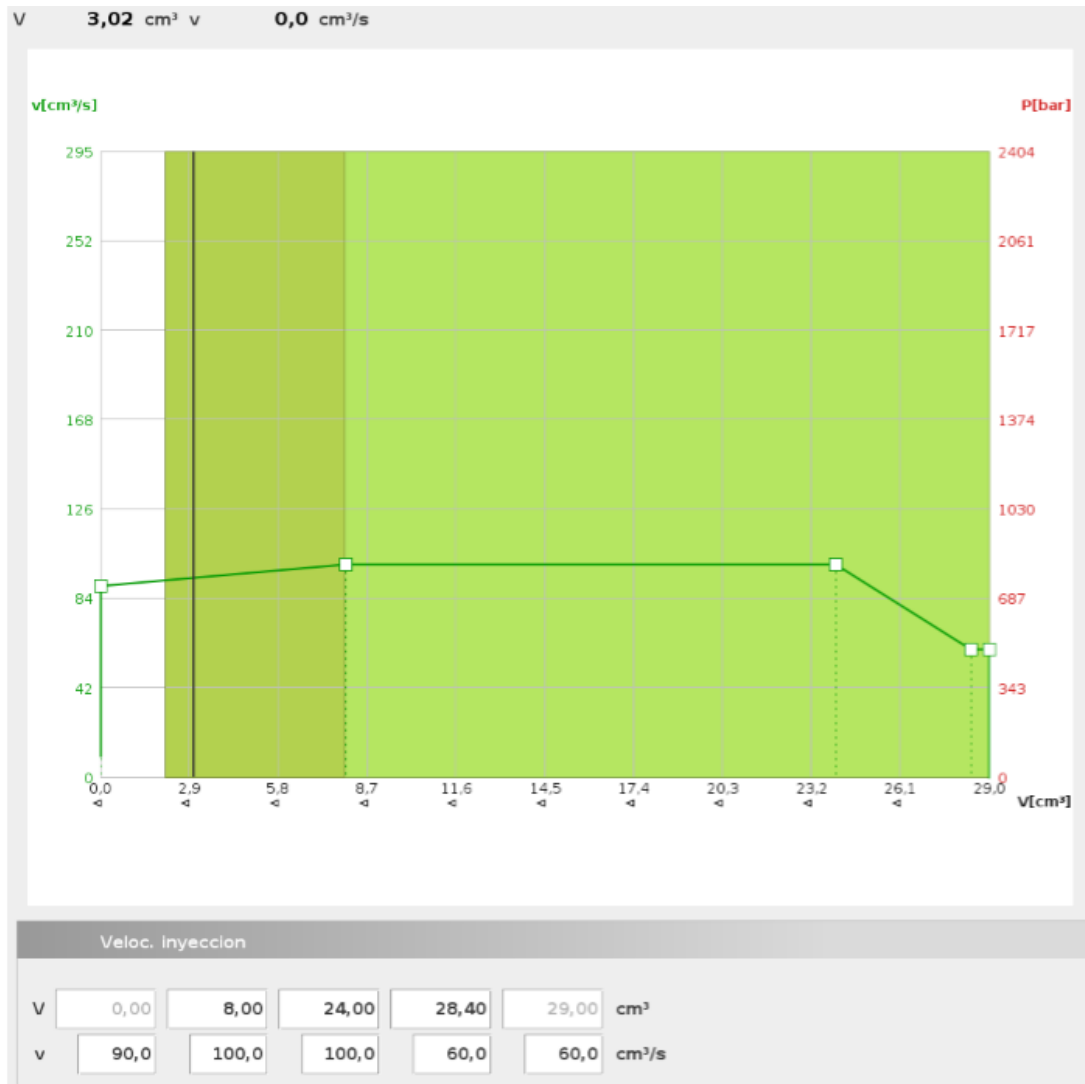 V 3,02 cm³ v 0,0 cm³/s
v[cm³/s] P[bar]
295 2404
252 2061
210 1717
168 1374
126 1030
84 687
42 343
0 0
0,0 2,9 5,8 8,7 11,6 14,5 17,4 20,3 23,2 26,1 29,0
V[cm³]
Veloc. inyeccion
V 0,00 8,00 24,00 28,40 29,00 cm³
v 90,0 100,0 100,0 60,0 60,0 cm³/s